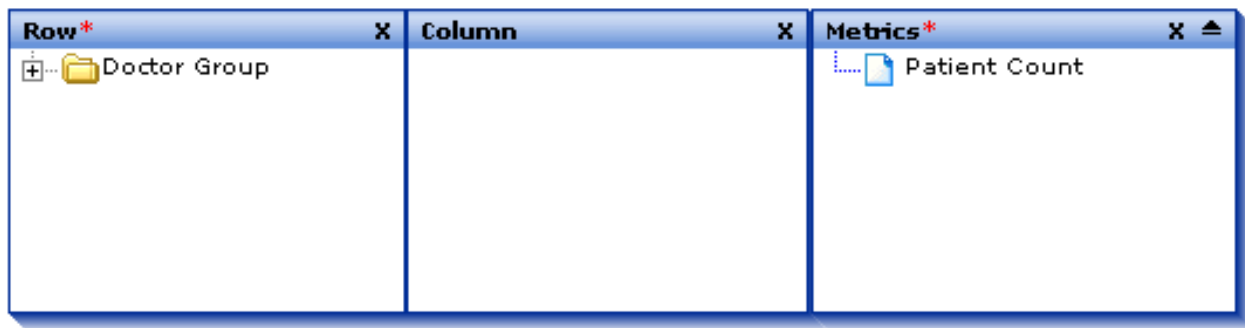 Row* X
Column X
Metrics* X
Doctor Group
Patient Count